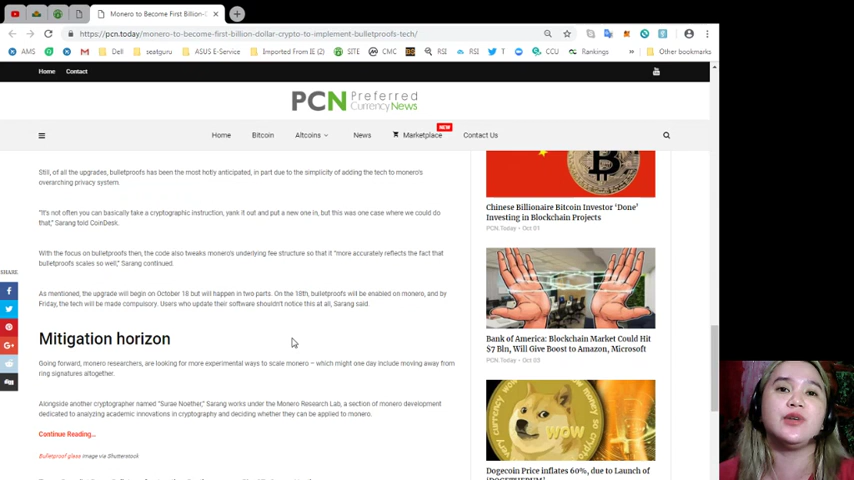 Monero to Become First Billion-D
https://pcn.today/monero-to-become-first-billion-dollar-crypto-to-implement-bulletproofs-tech/
AMS
Dell
seatguru
ASUS E-Service
Imported From IE (2)
SITE
CMC
RSI
RSI
T
CCU
Rankings
Other bookmarks
Home
Contact
PCN Preferred Currency News
Home
Bitcoin
Altcoins
News
Marketplace
NEW
Contact Us
Still, of all the upgrades, bulletproofs has been the most hotly anticipated, in part due to the simplicity of adding the tech to monero's
overarching privacy system.
"It's not often you can basically take a cryptographic instruction, yank it out and put a new one in, but this was one case where we could do
that," Sarang told CoinDesk.
With the focus on bulletproofs then, the code also tweaks monero's underlying fee structure so that it "more accurately reflects the fact that
bulletproofs scales so well," Sarang continued.
As mentioned, the upgrade will begin on October 18 but will happen in two parts. On the 18th, bulletproofs will be enabled on monero, and by
Friday, the tech will be made compulsory. Users who update their software shouldn't notice this at all, Sarang said.
SHARE
Mitigation horizon
Going forward, monero researchers, are looking for more experimental ways to scale monero – which might one day include moving away from
ring signatures altogether.
Alongside another cryptographer named "Surae Noether," Sarang works under the Monero Research Lab, a section of monero development
dedicated to analyzing academic innovations in cryptography and deciding whether they can be applied to monero.
Continue Reading...
Bulletproof glass image via Shutterstock
Chinese Billionaire Bitcoin Investor 'Done'
Investing in Blockchain Projects
PCN.Today - Oct 01
Bank of America: Blockchain Market Could Hit
$7 Bln, Will Give Boost to Amazon, Microsoft
PCN.Today - Oct 03
WOW
Dogecoin Price inflates 60%, due to Launch of